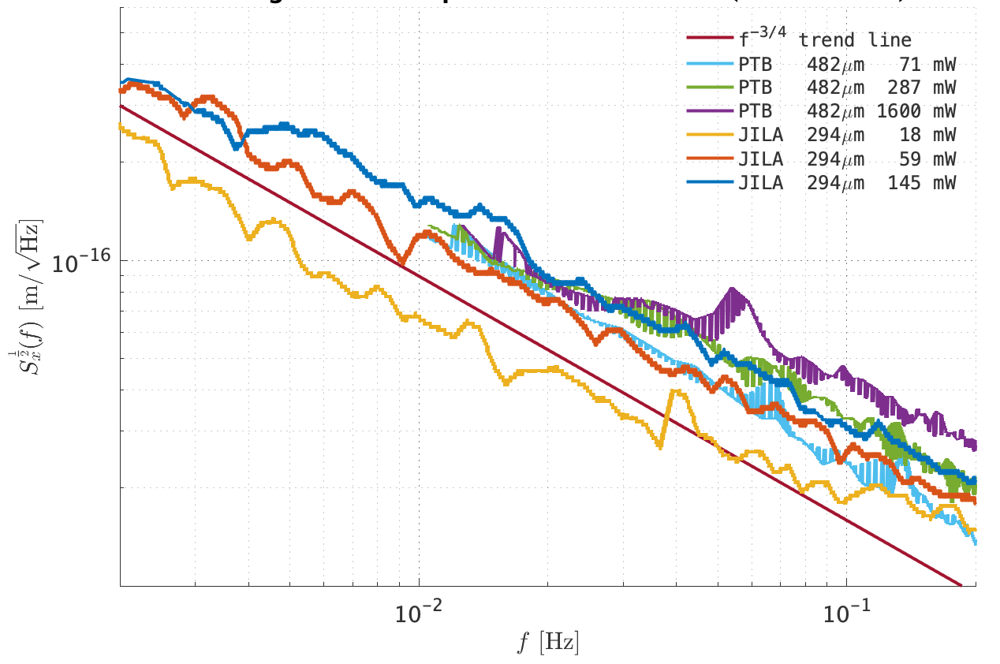 f^−3/4 trend line
PTB 482μm 71 mW
PTB 482μm 287 mW
PTB 482μm 1600 mW
JILA 294μm 18 mW
JILA 294μm 59 mW
JILA 294μm 145 mW
10^−16
S_x^{1/2}(f) [m/√Hz]
10^−2
10^−1
f [Hz]